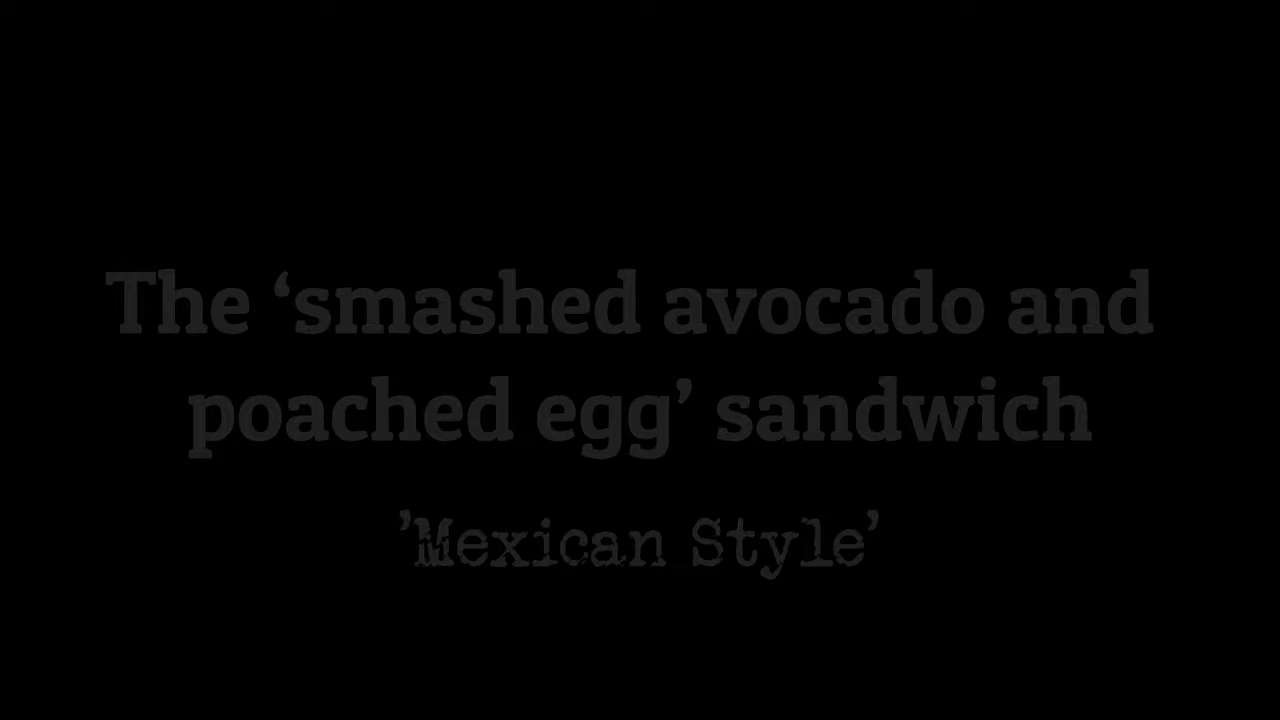 The ‘smashed avocado and
poached egg’ sandwich
'Mexican Style'